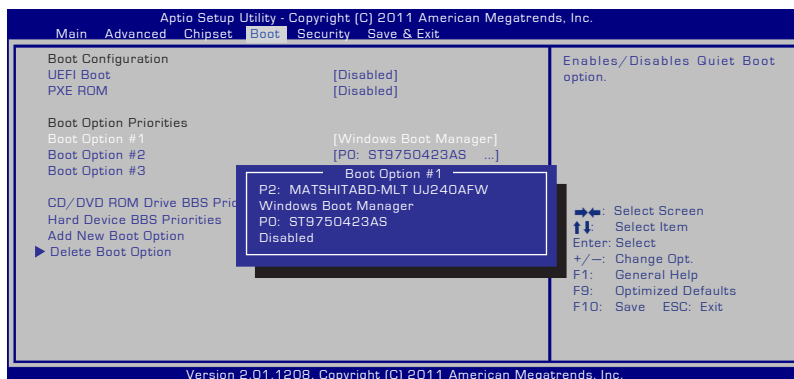 Aptio Setup Utility - Copyright (C) 2011 American Megatrends, Inc.
Main Advanced Chipset Boot Security Save & Exit
Boot Configuration
UEFI Boot [Disabled]
PXE ROM [Disabled]
Boot Option Priorities
Boot Option #1 [Windows Boot Manager]
Boot Option #2 [P0: ST9750423AS ...]
Boot Option #3
CD/DVD ROM Drive BBS Prio
Hard Device BBS Priorities
Add New Boot Option
Delete Boot Option
Boot Option #1
P2: MATSHITABD-MLT UJ240AFW
Windows Boot Manager
P0: ST9750423AS
Disabled
Enables/Disables Quiet Boot
option.
→←: Select Screen
↑↓: Select Item
Enter: Select
+/—: Change Opt.
F1: General Help
F9: Optimized Defaults
F10: Save ESC: Exit
Version 2.01.1208. Copyright (C) 2011 American Megatrends, Inc.